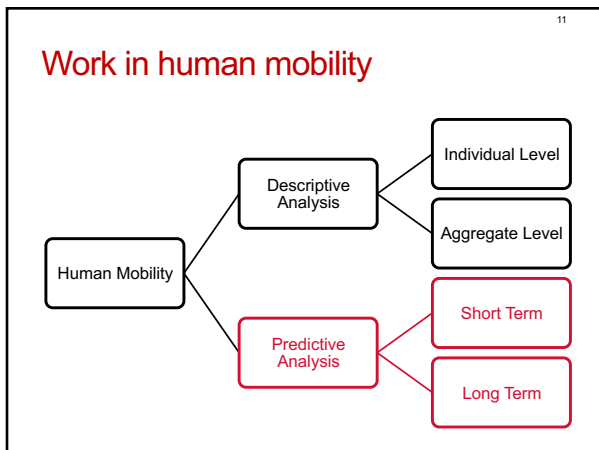 11
Work in human mobility
Individual Level
Descriptive
Analysis
Aggregate Level
Human Mobility
Short Term
Predictive
Analysis
Long Term